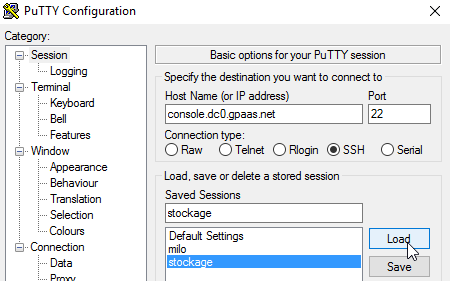 PuTTY Configuration
Category:
Session
Logging
Terminal
Keyboard
Bell
Features
Window
Appearance
Behaviour
Translation
Selection
Colours
Connection
Data
Proxy
Basic options for your PuTTY session
Specify the destination you want to connect to
Host Name (or IP address) Port
console.dc0.gpaas.net 22
Connection type:
Raw Telnet Rlogin SSH Serial
Load, save or delete a stored session
Saved Sessions
stockage
Default Settings
milo
stockage
Load
Save